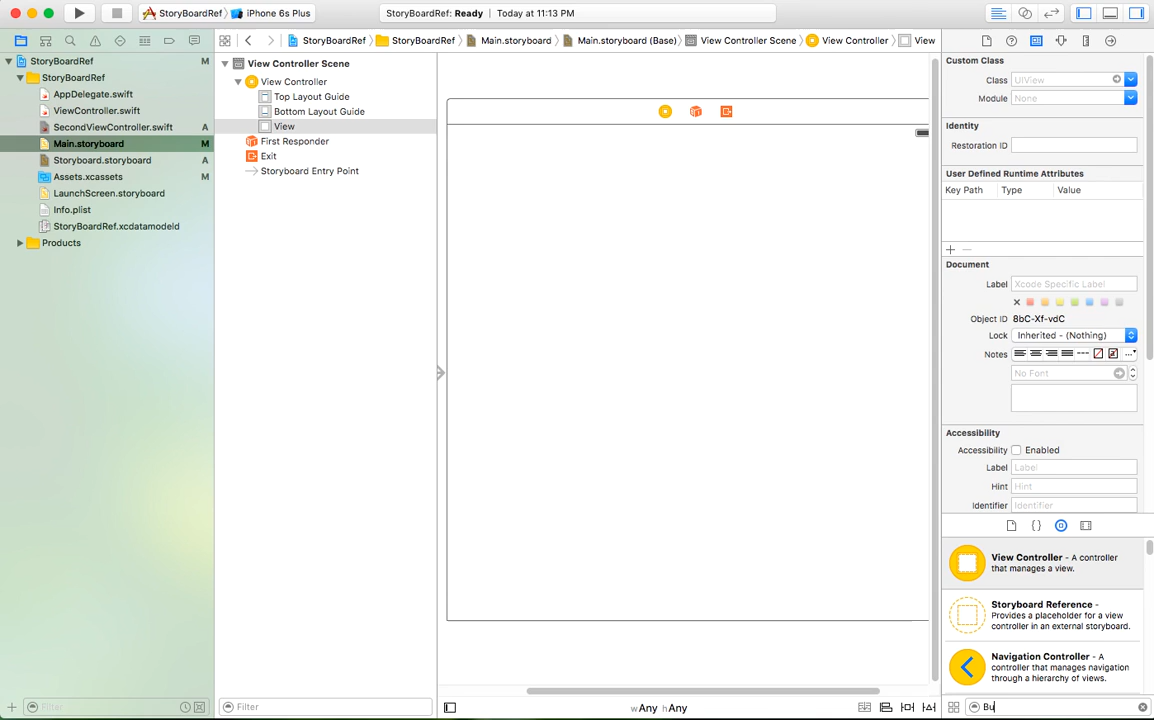 StoryBoardRef
iPhone 6s Plus
StoryBoardRef: Ready
Today at 11:13 PM
StoryBoardRef
StoryBoardRef
Main.storyboard
Main.storyboard (Base)
View Controller Scene
View Controller
View
StoryBoardRef M
StoryBoardRef
AppDelegate.swift
ViewController.swift
SecondViewController.swift A
Main.storyboard M
Storyboard.storyboard A
Assets.xcassets M
LaunchScreen.storyboard
Info.plist
StoryBoardRef.xcdatamodeld
Products
Filter
View Controller Scene
View Controller
Top Layout Guide
Bottom Layout Guide
View
First Responder
Exit
Storyboard Entry Point
Filter
wAny hAny
Custom Class
Class UIView
Module None
Identity
Restoration ID
User Defined Runtime Attributes
Key Path Type Value
Document
Label Xcode Specific Label
Object ID 8bC-Xf-vdC
Lock Inherited - (Nothing)
Notes
No Font
Accessibility
Accessibility Enabled
Label Label
Hint Hint
Identifier Identifier
View Controller - A controller
that manages a view.
Storyboard Reference -
Provides a placeholder for a view
controller in an external storyboard.
Navigation Controller - A
controller that manages navigation
through a hierarchy of views.
Bu